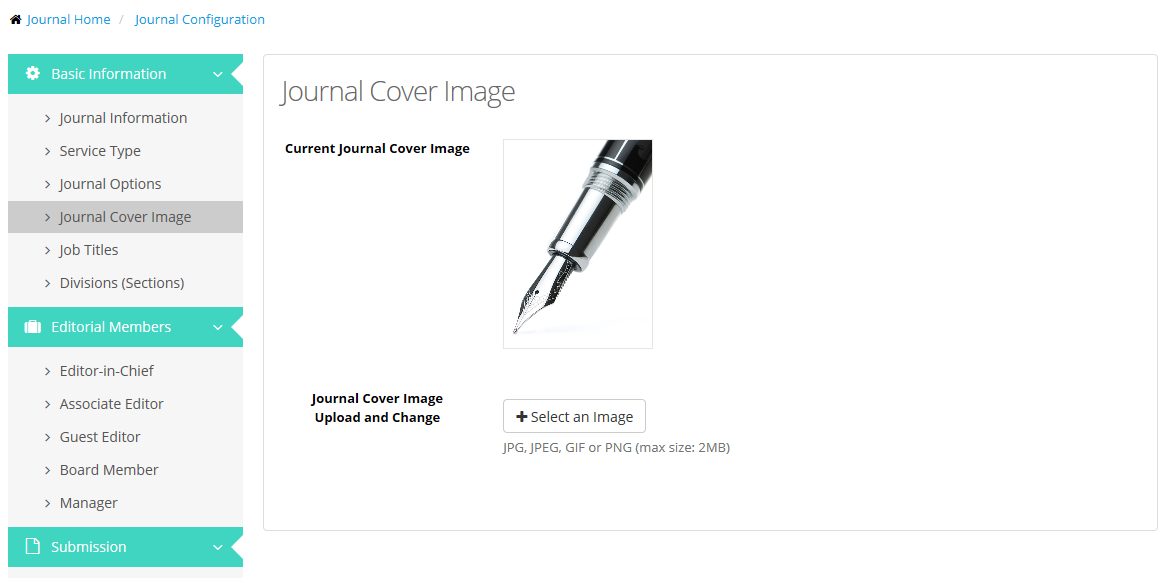 Journal Home / Journal Configuration
Basic Information
Journal Information
Service Type
Journal Options
Journal Cover Image
Job Titles
Divisions (Sections)
Editorial Members
Editor-in-Chief
Associate Editor
Guest Editor
Board Member
Manager
Submission
Journal Cover Image
Current Journal Cover Image
Journal Cover Image
Upload and Change
Select an Image
JPG, JPEG, GIF or PNG (max size: 2MB)